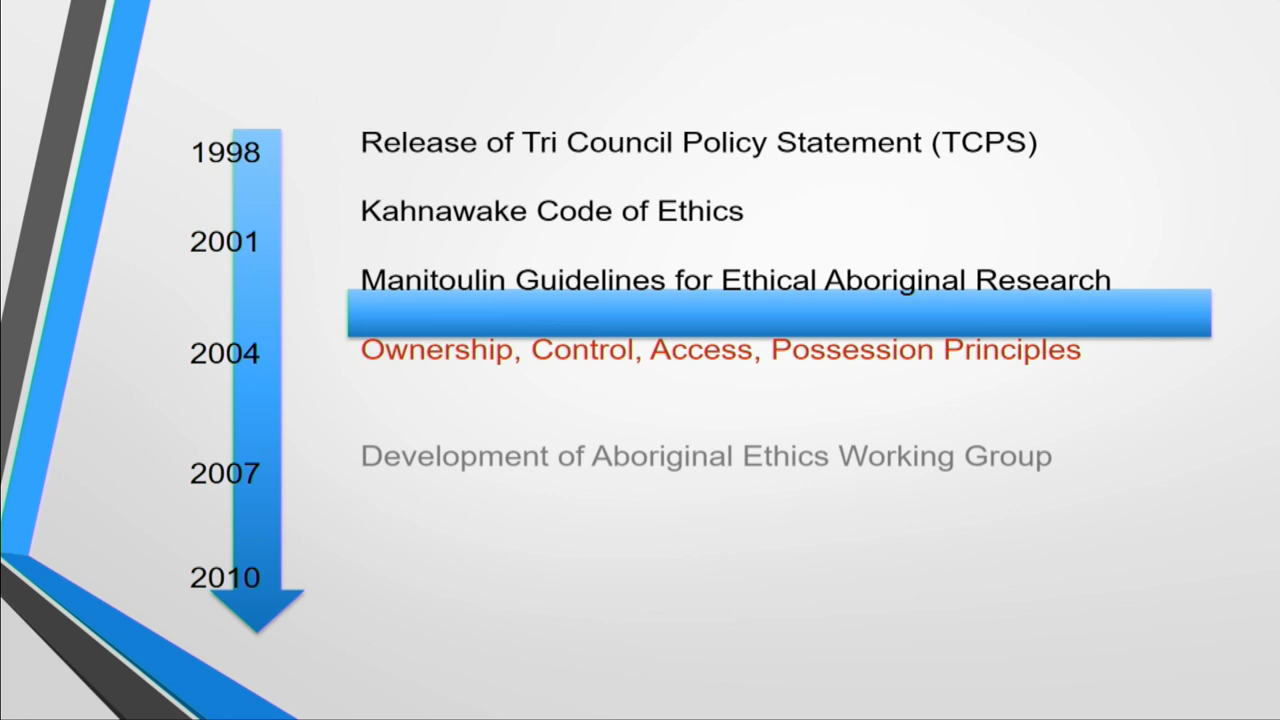 1998
Release of Tri Council Policy Statement (TCPS)
Kahnawake Code of Ethics
2001
Manitoulin Guidelines for Ethical Aboriginal Research
2004
Ownership, Control, Access, Possession Principles
Development of Aboriginal Ethics Working Group
2007
2010